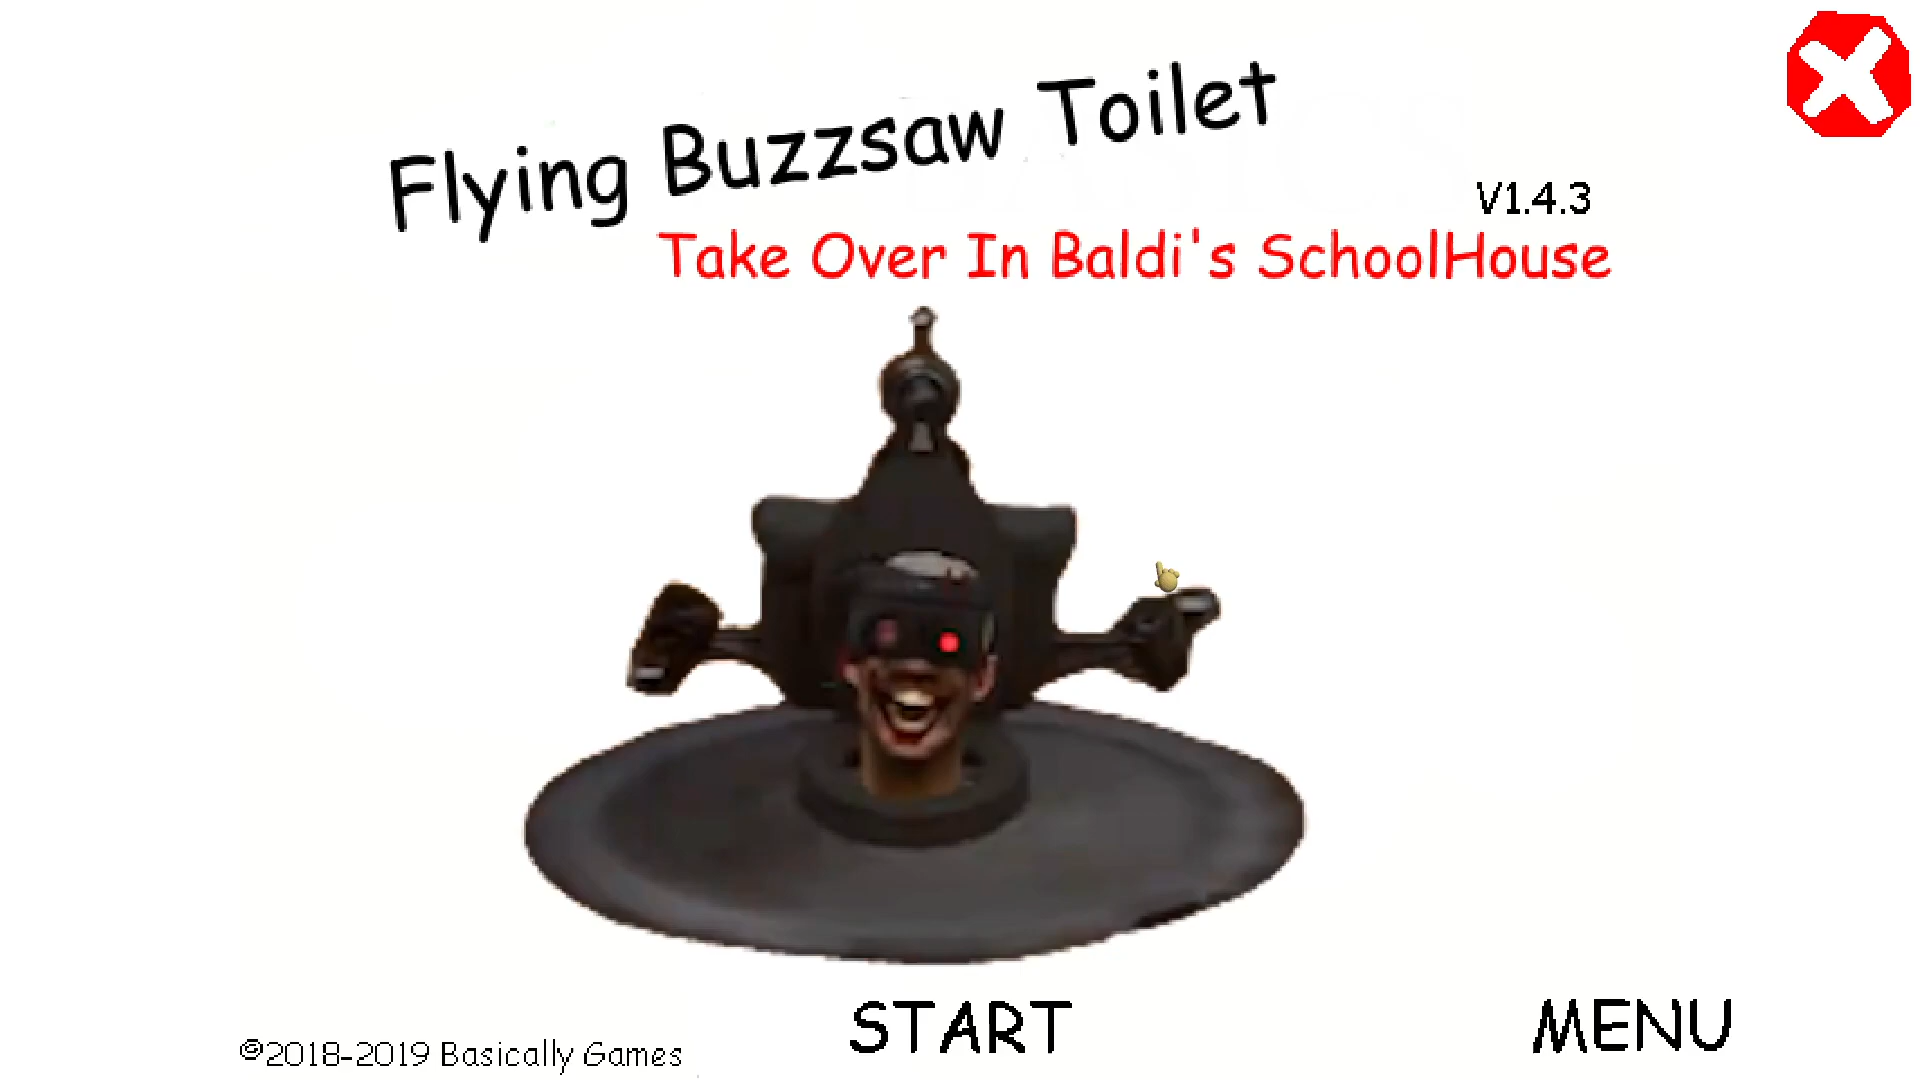 Flying Buzzsaw Toilet
V1.4.3
Take Over In Baldi's SchoolHouse
START
MENU
©2018-2019 Basically Games